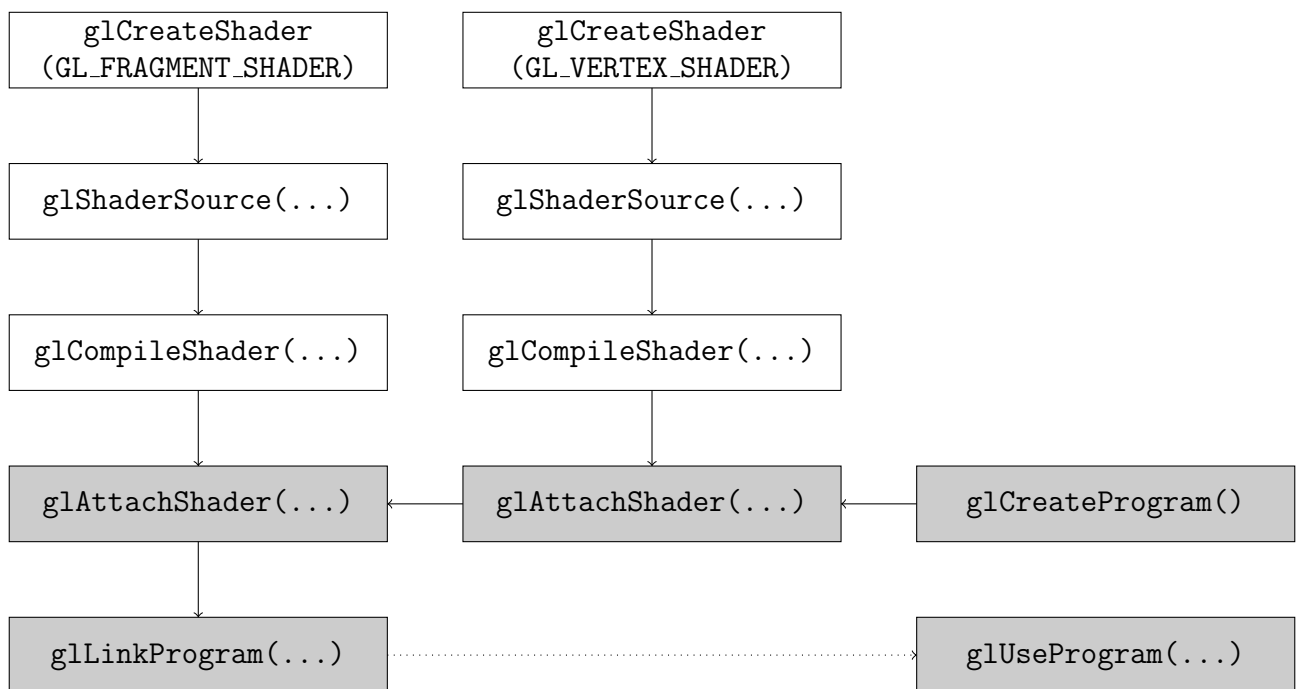 glCreateShader
(GL_FRAGMENT_SHADER)
glCreateShader
(GL_VERTEX_SHADER)
glShaderSource(...)
glShaderSource(...)
glCompileShader(...)
glCompileShader(...)
glAttachShader(...)
glAttachShader(...)
glCreateProgram()
glLinkProgram(...)
glUseProgram(...)